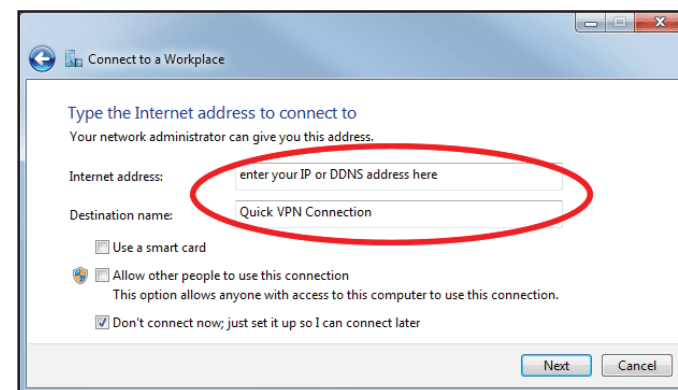 Connect to a Workplace
Type the Internet address to connect to
Your network administrator can give you this address.
Internet address: enter your IP or DDNS address here
Destination name: Quick VPN Connection
Use a smart card
Allow other people to use this connection
This option allows anyone with access to this computer to use this connection.
Don't connect now; just set it up so I can connect later
Next Cancel